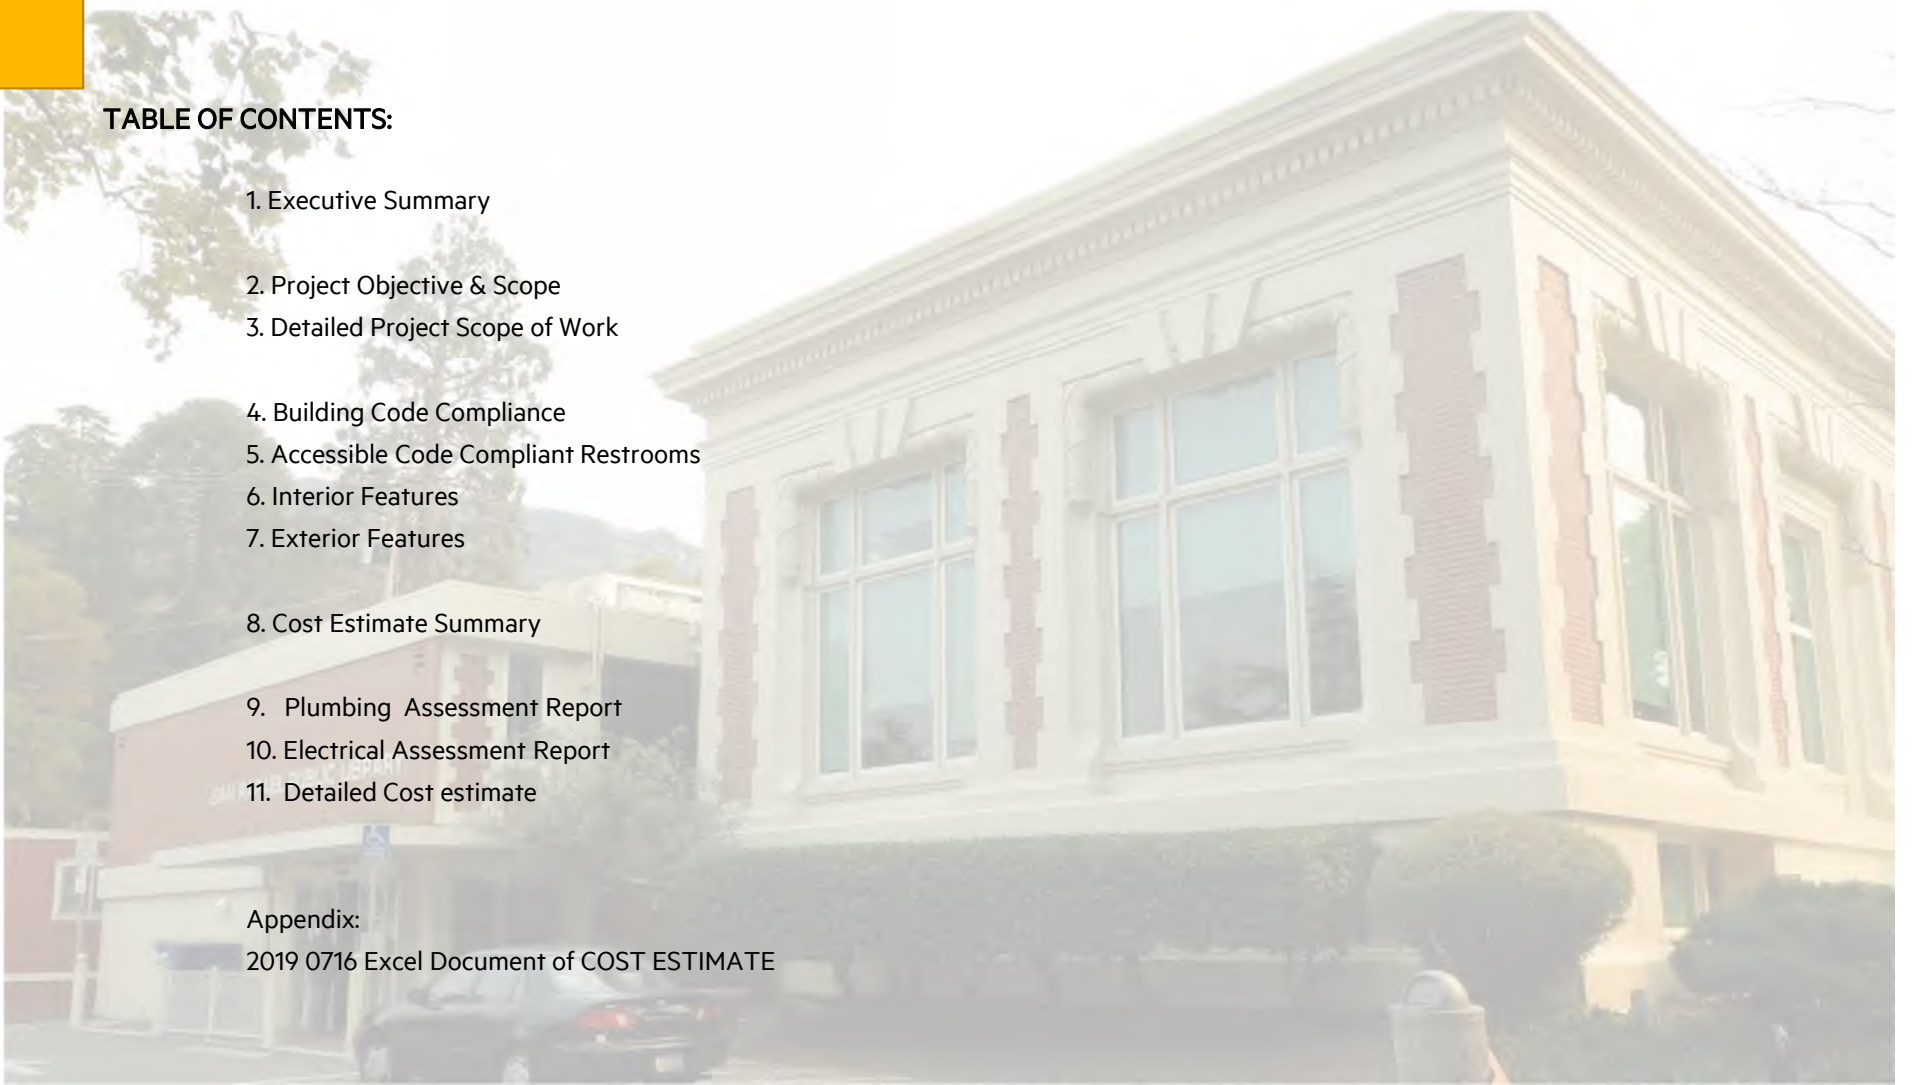 TABLE OF CONTENTS:
1. Executive Summary
2. Project Objective & Scope
3. Detailed Project Scope of Work
4. Building Code Compliance
5. Accessible Code Compliant Restrooms
6. Interior Features
7. Exterior Features
8. Cost Estimate Summary
9. Plumbing Assessment Report
10. Electrical Assessment Report
11. Detailed Cost estimate
Appendix:
2019 0716 Excel Document of COST ESTIMATE